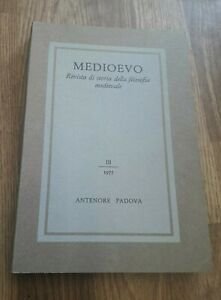 MEDIOEVO
Rivista di storia della filosofia
medievale
III
1977
ANTENORE PADOVA